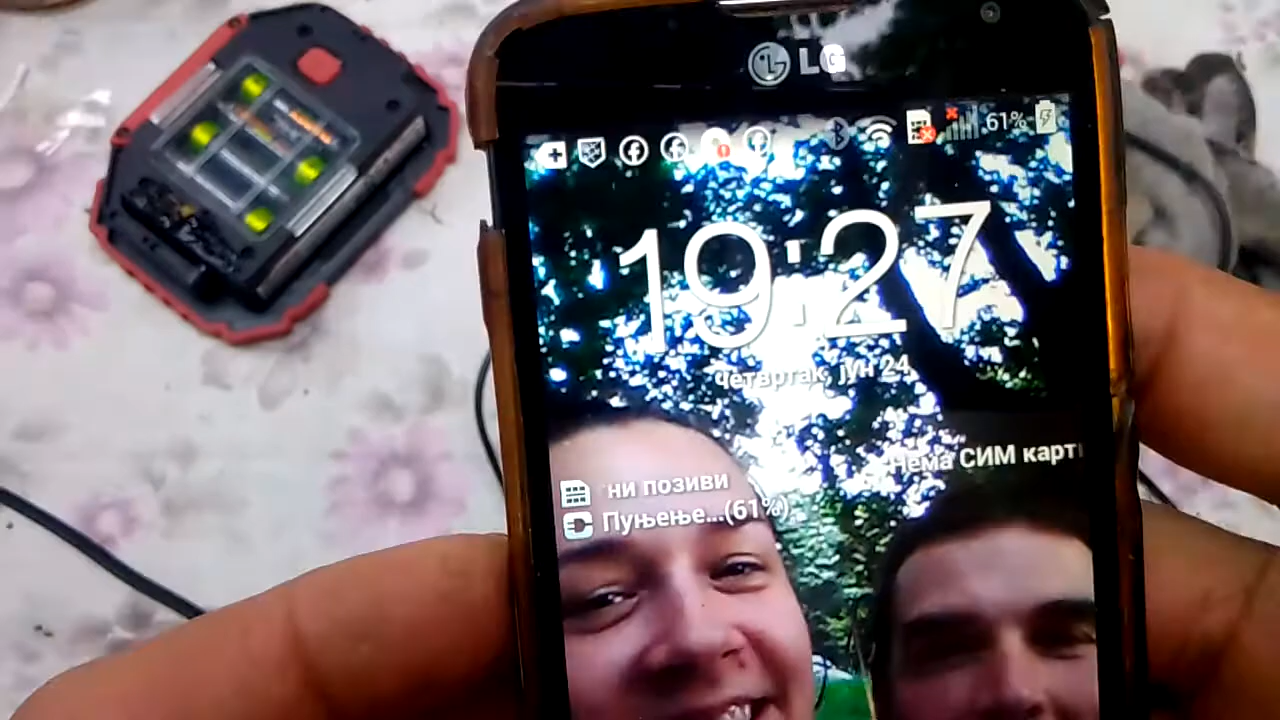 LG
61%
19:27
четвртак, јун 24
Нема СИМ карт
ни позиви
Пуњење...(61%)